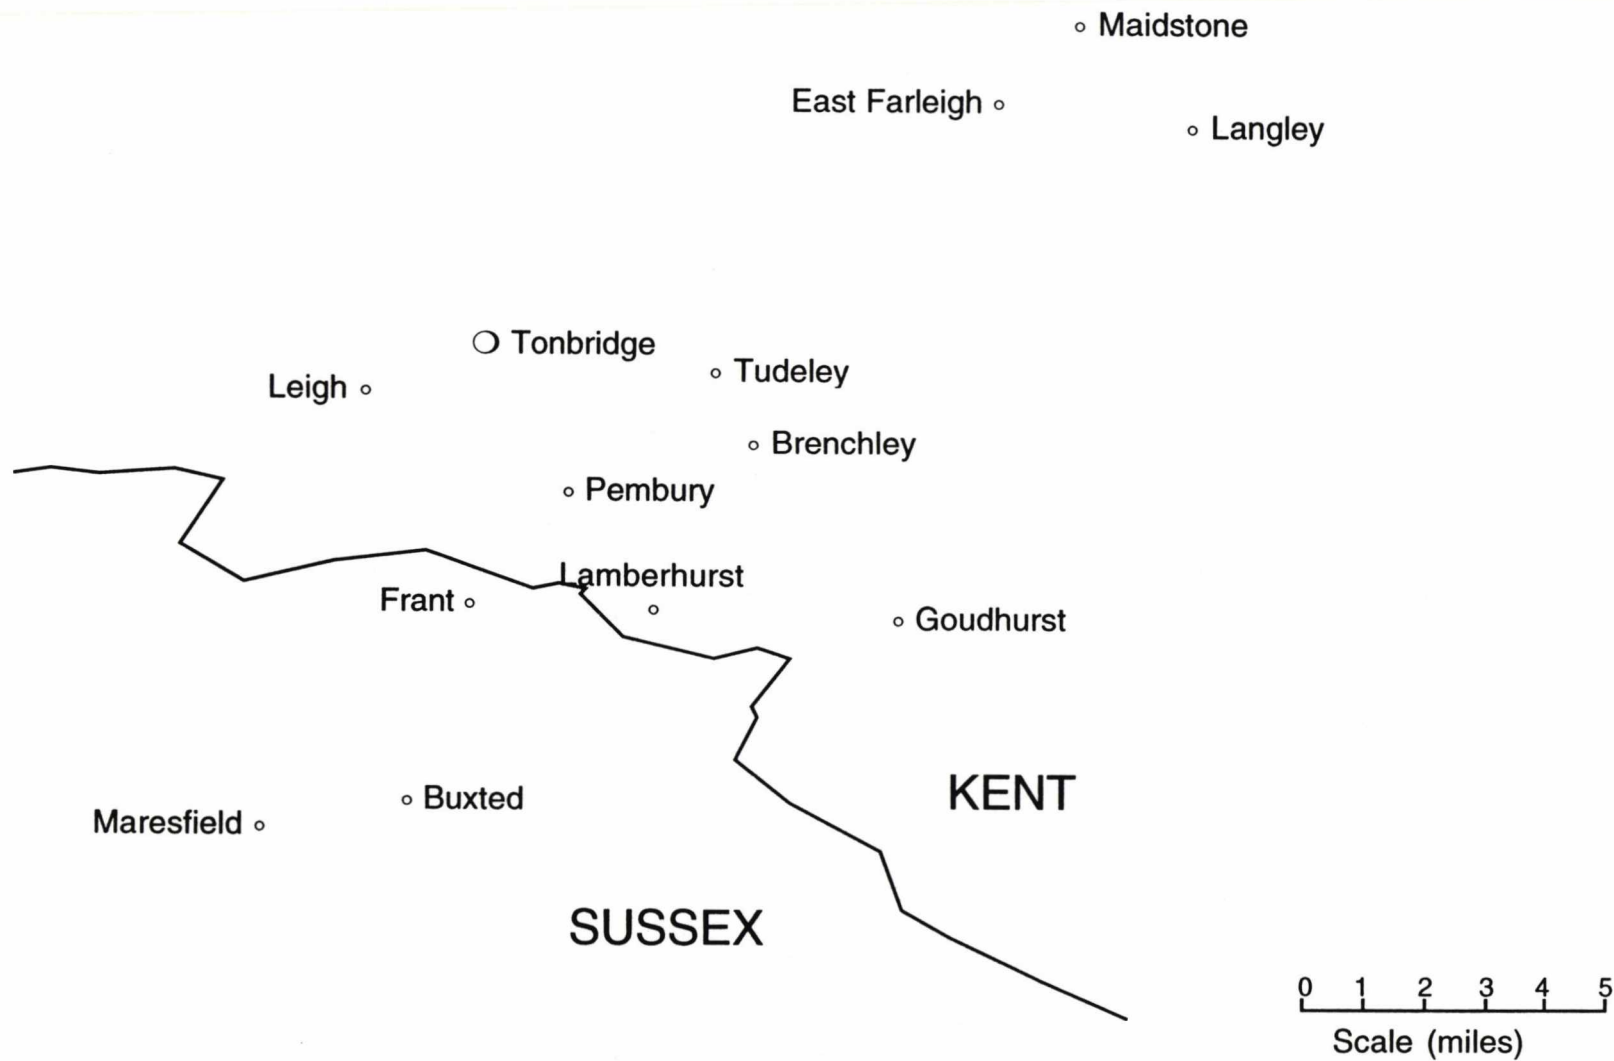 Maidstone
East Farleigh
Langley
Tonbridge
Tudeley
Leigh
Brenchley
Pembury
Lamberhurst
Frant
Goudhurst
KENT
Buxted
Maresfield
SUSSEX
0 1 2 3 4 5
Scale (miles)